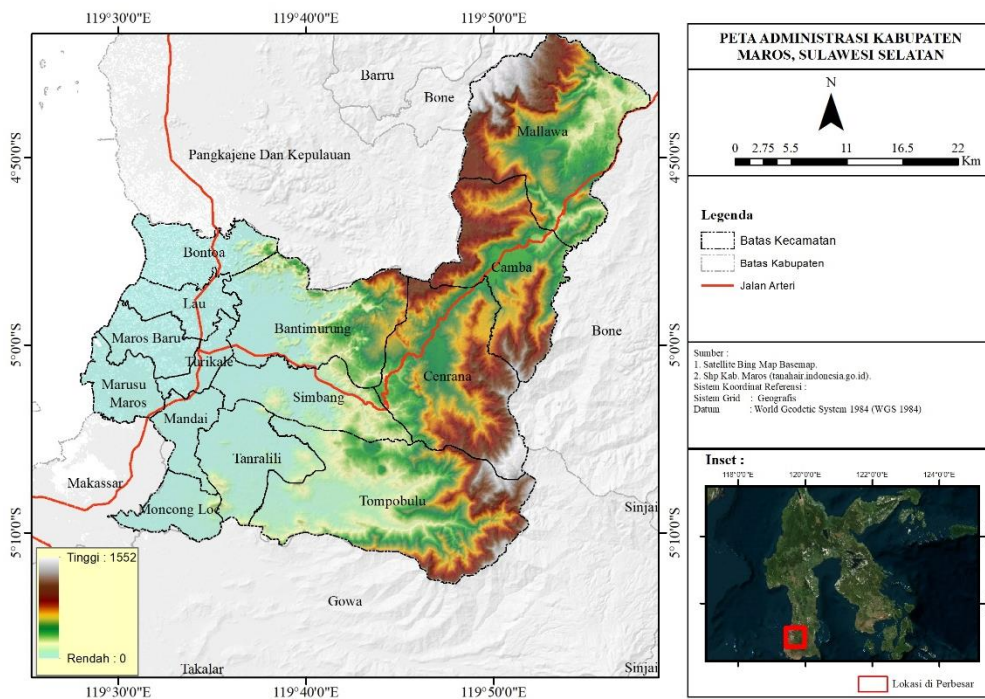 119°30'0"E 119°40'0"E 119°50'0"E
Barru
Bone
Mallawa
Pangkajene Dan Kepulauan
4°50'0"S
4°50'0"S
Bontoa
Camba
Lau
Bantimurung
Bone
Maros Baru
Turikale
5°0'0"S
5°0'0"S
Marusu
Maros
Cenrana
Simbang
Mandai
Tanralili
Makassar
Tompobulu
Moncong Loe
Sinjai
5°10'0"S
5°10'0"S
Tinggi : 1552
Rendah : 0
Gowa
Takalar
Sinjai
119°30'0"E 119°40'0"E 119°50'0"E
PETA ADMINISTRASI KABUPATEN
MAROS, SULAWESI SELATAN
N
0 2.75 5.5 11 16.5 22
Km
Legenda
Batas Kecamatan
Batas Kabupaten
Jalan Arteri
Sumber :
1. Satellite Bing Map Basemap.
2. Shp Kab. Maros (tanahair.indonesia.go.id).
Sistem Koordinat Referensi :
Sistem Grid : Geografis
Datum : World Geodetic System 1984 (WGS 1984)
Inset :
118°0'0"E 120°0'0"E 122°0'0"E 124°0'0"E
Lokasi di Perbesar